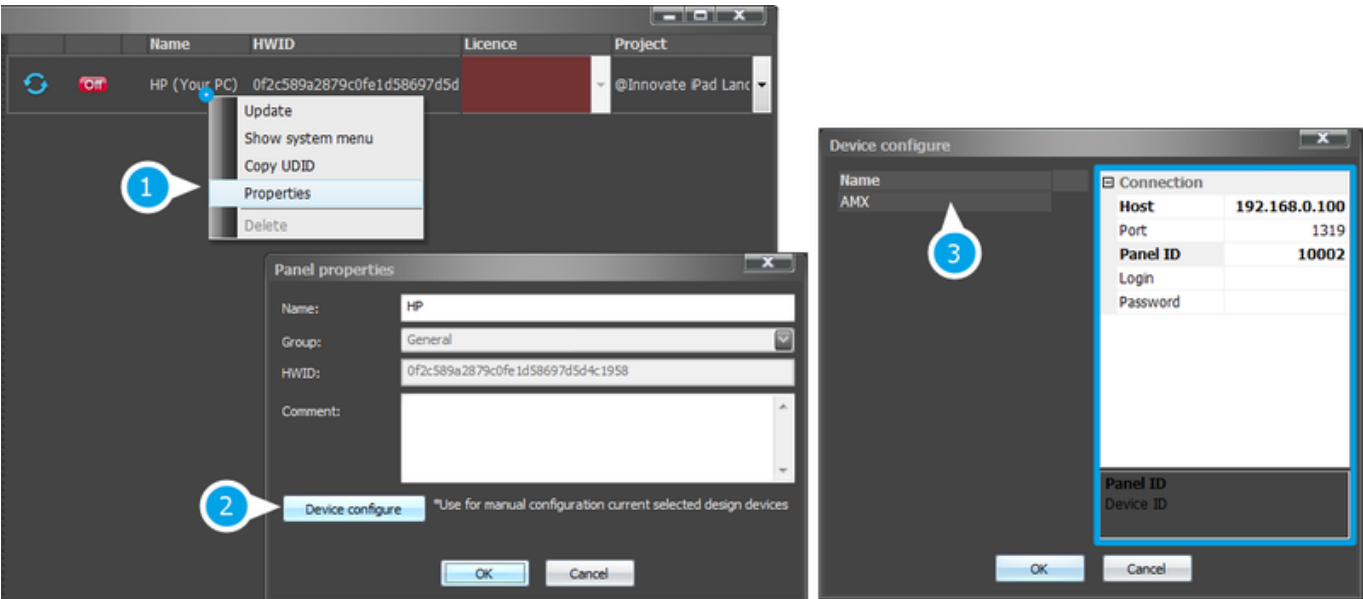 Name HWID Licence Project
Off HP (Your PC) 0f2c589a2879c0fe1d58697d5d @Innovate iPad Land
Update
Show system menu
Copy UDID
1 Properties
Delete
Panel properties
Name: HP
Group: General
HWID: 0f2c589a2879c0fe1d58697d5d4c1958
Comment:
2 Device configure *Use for manual configuration current selected design devices
OK Cancel
Device configure
Name
AMX
3
Connection
Host 192.168.0.100
Port 1319
Panel ID 10002
Login
Password
Panel ID
Device ID
OK Cancel